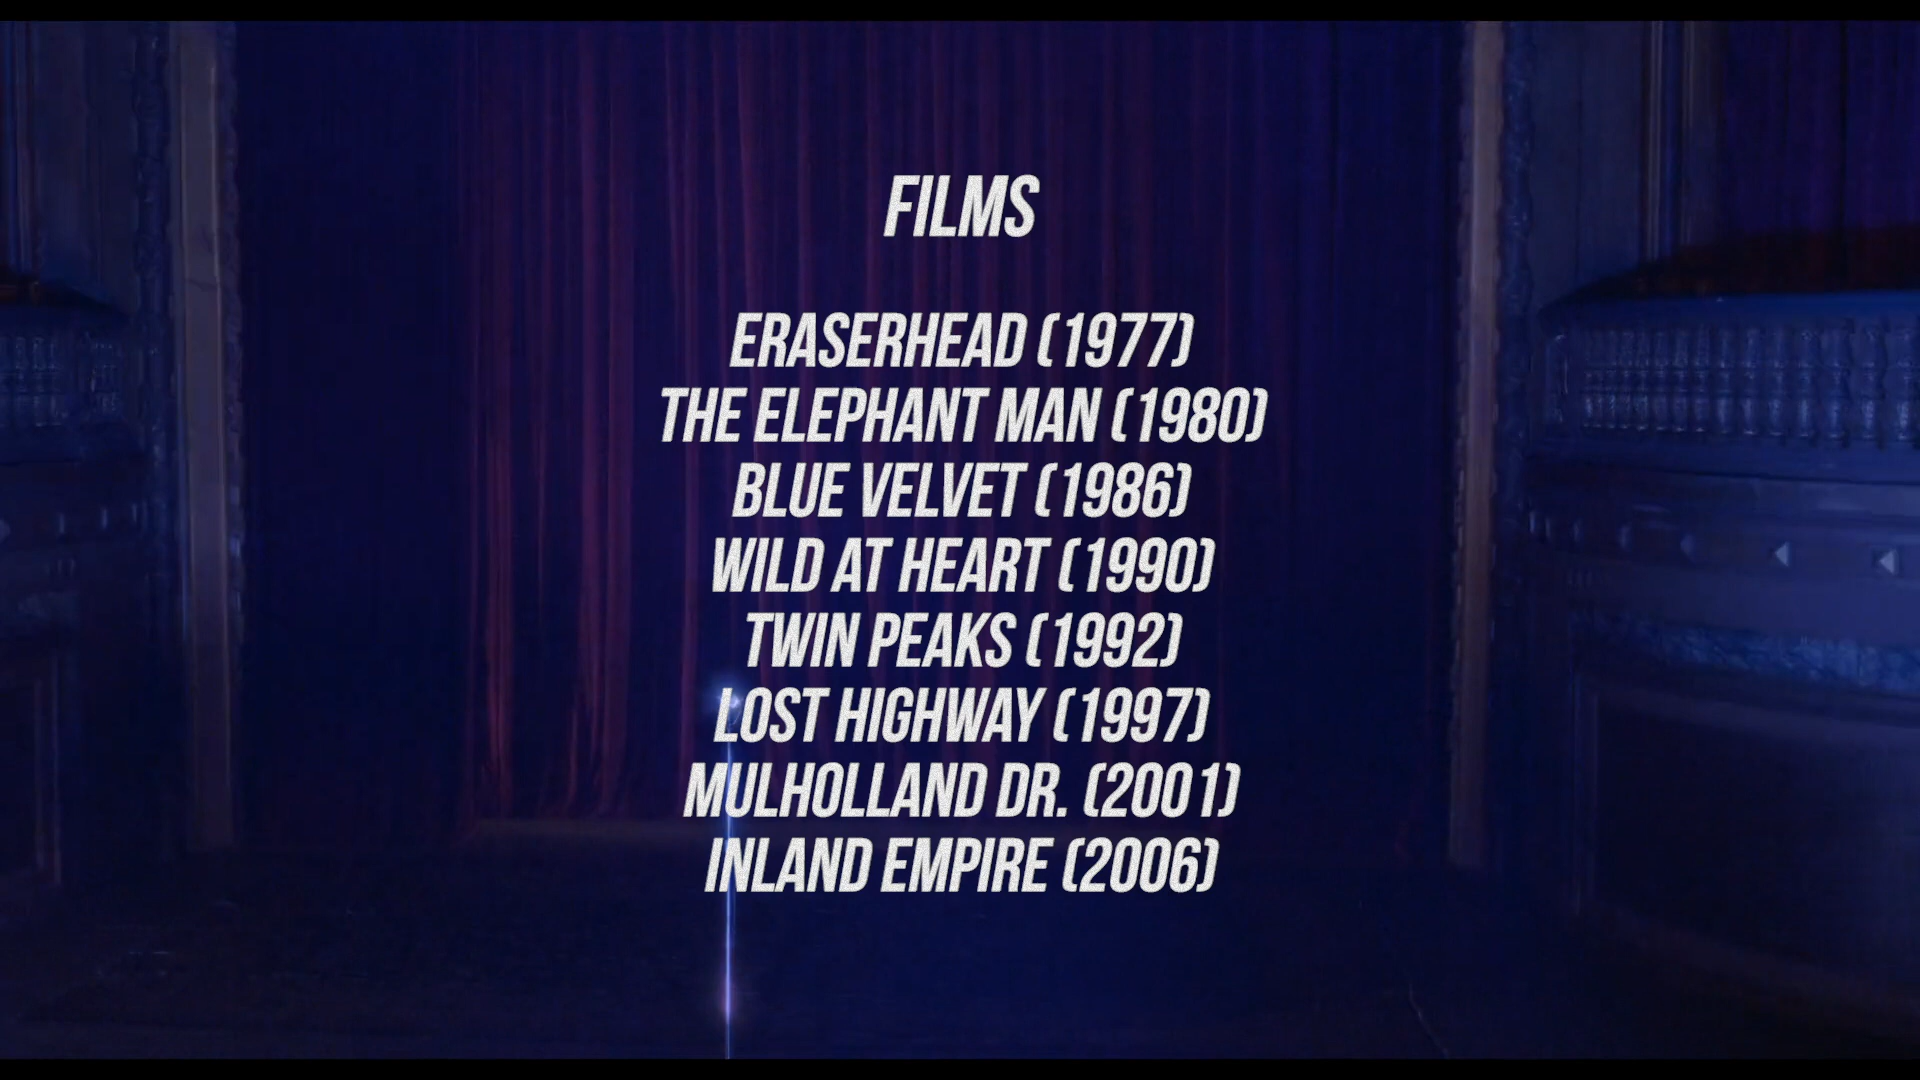 FILMS
ERASERHEAD (1977)
THE ELEPHANT MAN (1980)
BLUE VELVET (1986)
WILD AT HEART (1990)
TWIN PEAKS (1992)
LOST HIGHWAY (1997)
MULHOLLAND DR. (2001)
INLAND EMPIRE (2006)